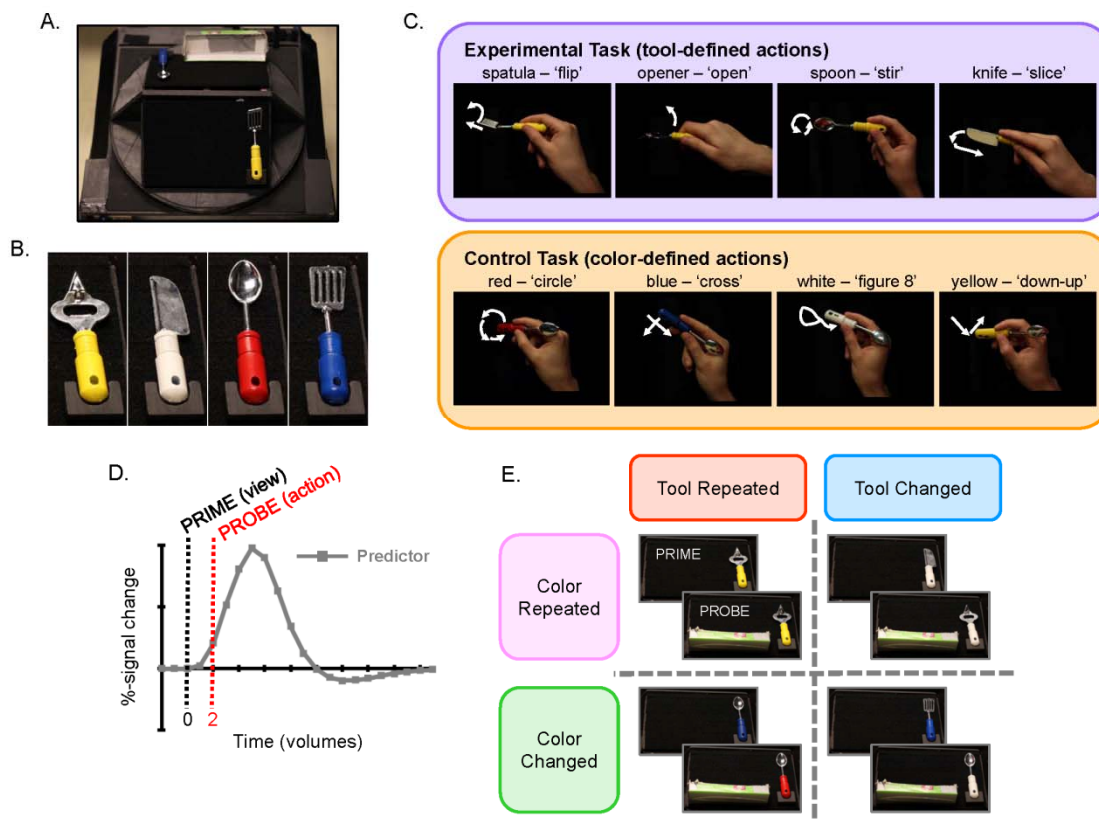 A.
B.
C.
Experimental Task (tool-defined actions)
spatula – ‘flip’ opener – ‘open’ spoon – ‘stir’ knife – ‘slice’
Control Task (color-defined actions)
red – ‘circle’ blue – ‘cross’ white – ‘figure 8’ yellow – ‘down-up’
D.
PRIME (view)
PROBE (action)
Predictor
%-signal change
0 2
Time (volumes)
E.
Tool Repeated Tool Changed
Color
Repeated
PRIME
PROBE
Color
Changed